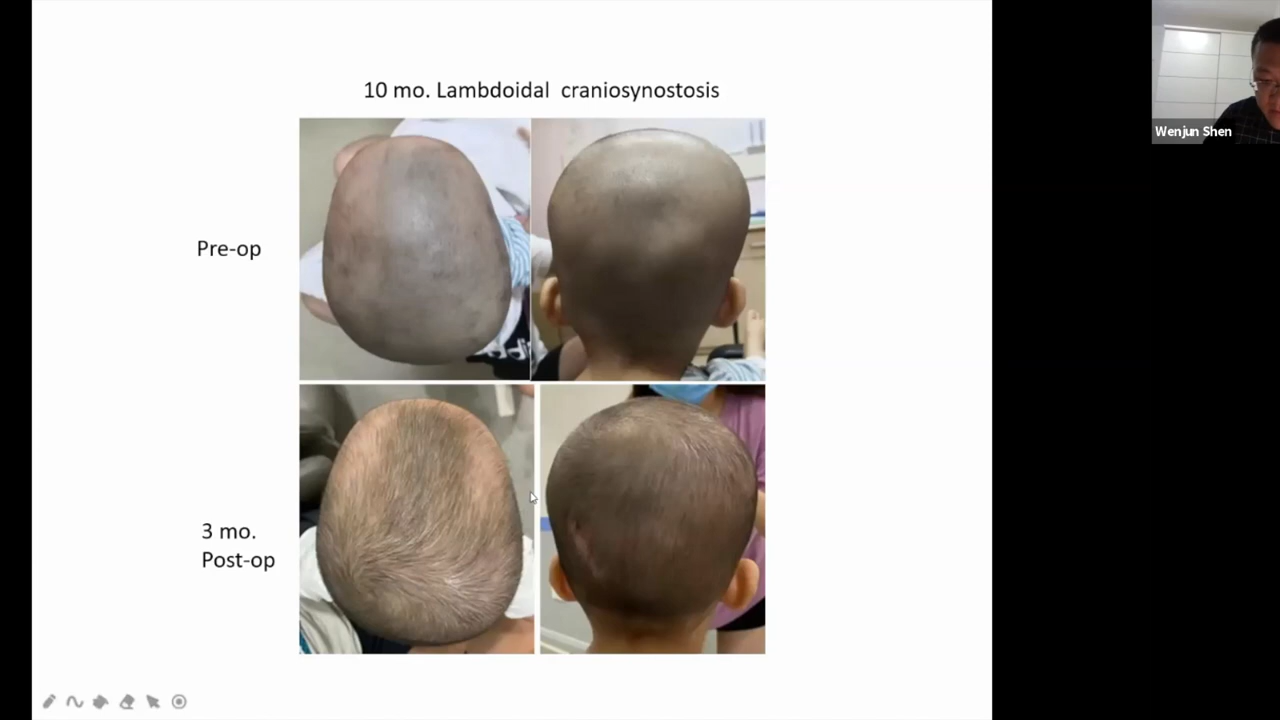 10 mo. Lambdoidal craniosynostosis
Pre-op
3 mo.
Post-op
Wenjun Shen